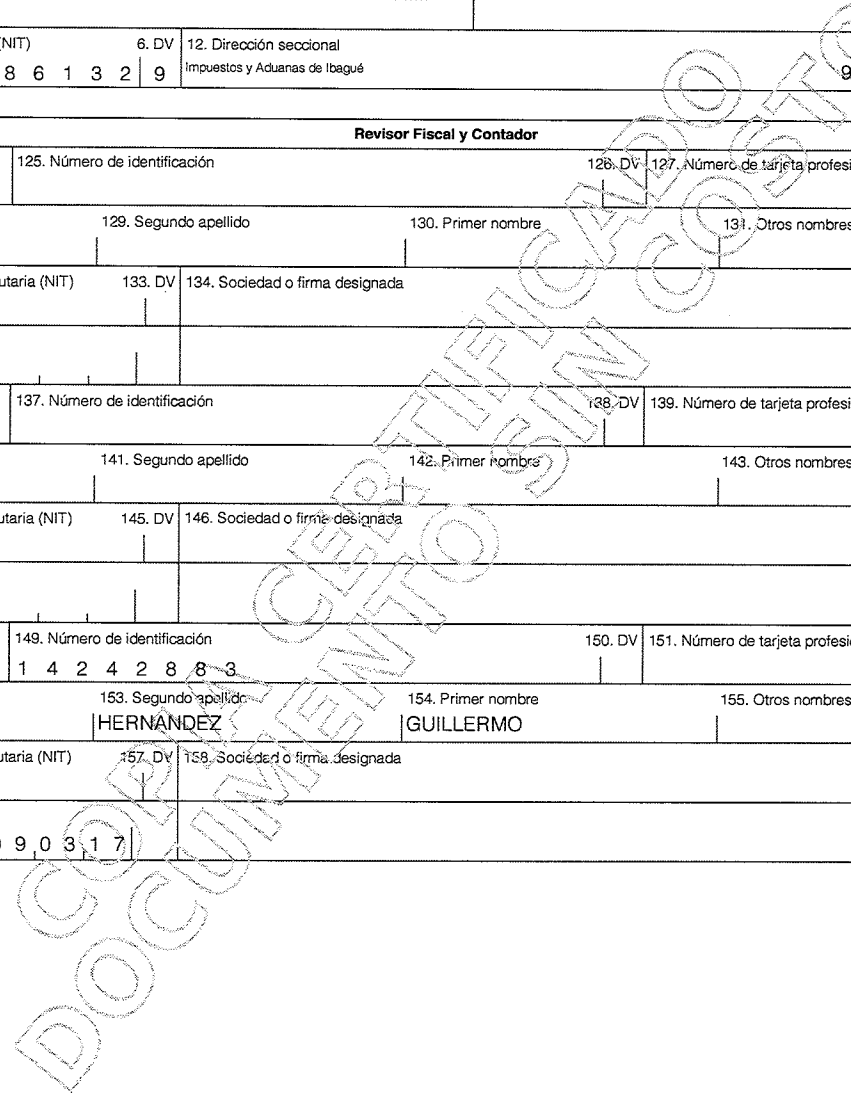 (NIT) 6. DV 12. Dirección seccional
8 6 1 3 2 9 Impuestos y Aduanas de Ibagué 9
Revisor Fiscal y Contador
125. Número de identificación 126. DV 127. Número de tarjeta profesi
129. Segundo apellido 130. Primer nombre 131. Otros nombres
utaria (NIT) 133. DV 134. Sociedad o firma designada
137. Número de identificación 138. DV 139. Número de tarjeta profesi
141. Segundo apellido 142. Primer nombre 143. Otros nombres
utaria (NIT) 145. DV 146. Sociedad o firma designada
149. Número de identificación 150. DV 151. Número de tarjeta profesi
1 4 2 4 2 8 8 3
153. Segundo apellido 154. Primer nombre 155. Otros nombres
HERNANDEZ GUILLERMO
utaria (NIT) 157. DV 158. Sociedad o firma designada
9 0 3 1 7
COPIA CERTIFICADO
DOCUMENTO SIN COSTO